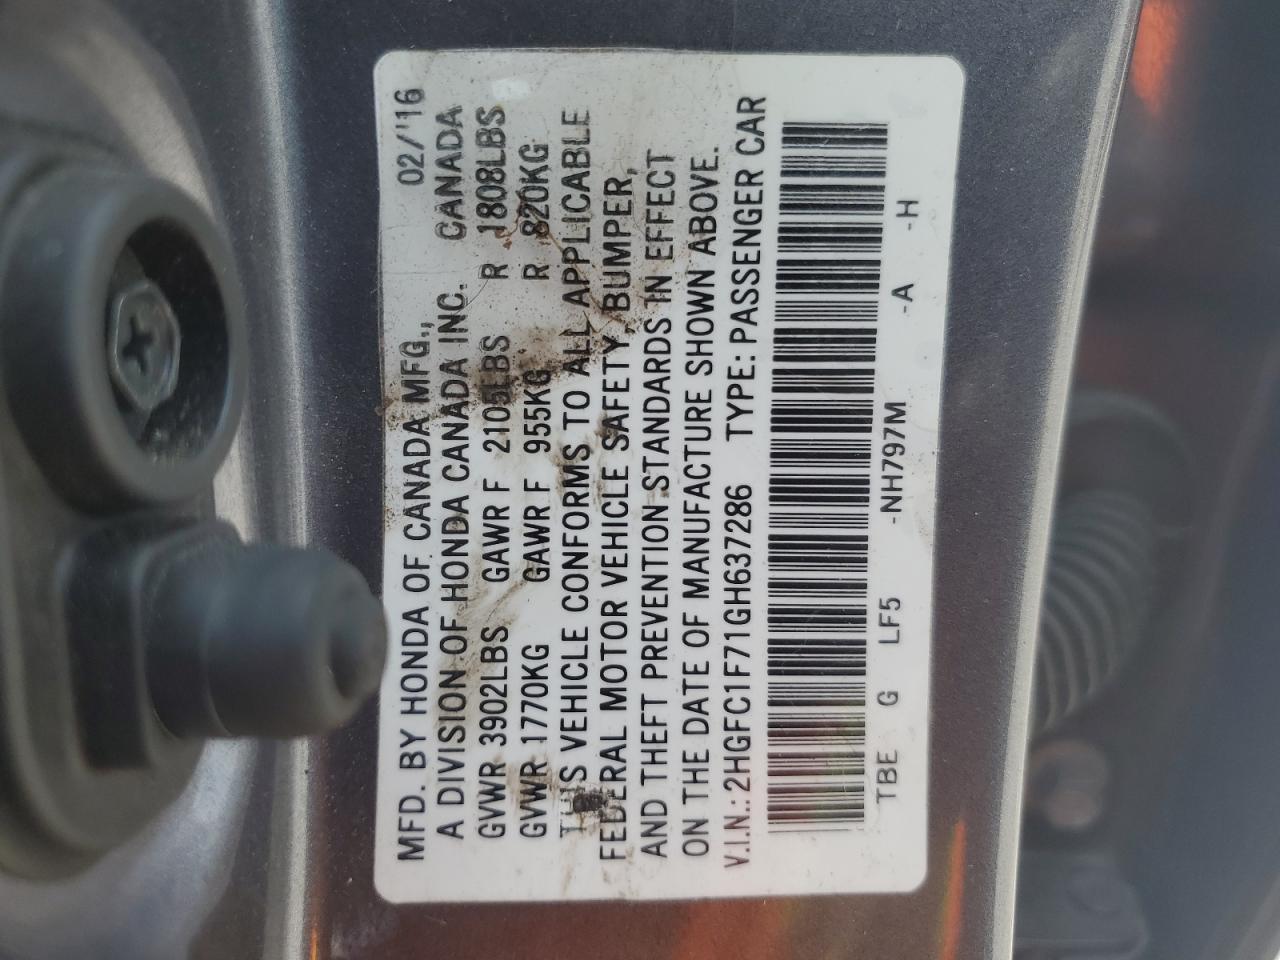 MFD. BY HONDA OF CANADA MFG., 02/'16
A DIVISION OF HONDA CANADA INC. CANADA
GVWR 3902LBS GAWR F 2105LBS R 1808LBS
GVWR 1770KG GAWR F 955KG R 820KG
THIS VEHICLE CONFORMS TO ALL APPLICABLE
FEDERAL MOTOR VEHICLE SAFETY, BUMPER,
AND THEFT PREVENTION STANDARDS IN EFFECT
ON THE DATE OF MANUFACTURE SHOWN ABOVE.
V.I.N.: 2HGFC1F71GH637286 TYPE: PASSENGER CAR
TBE G LF5 -NH797M -A -H